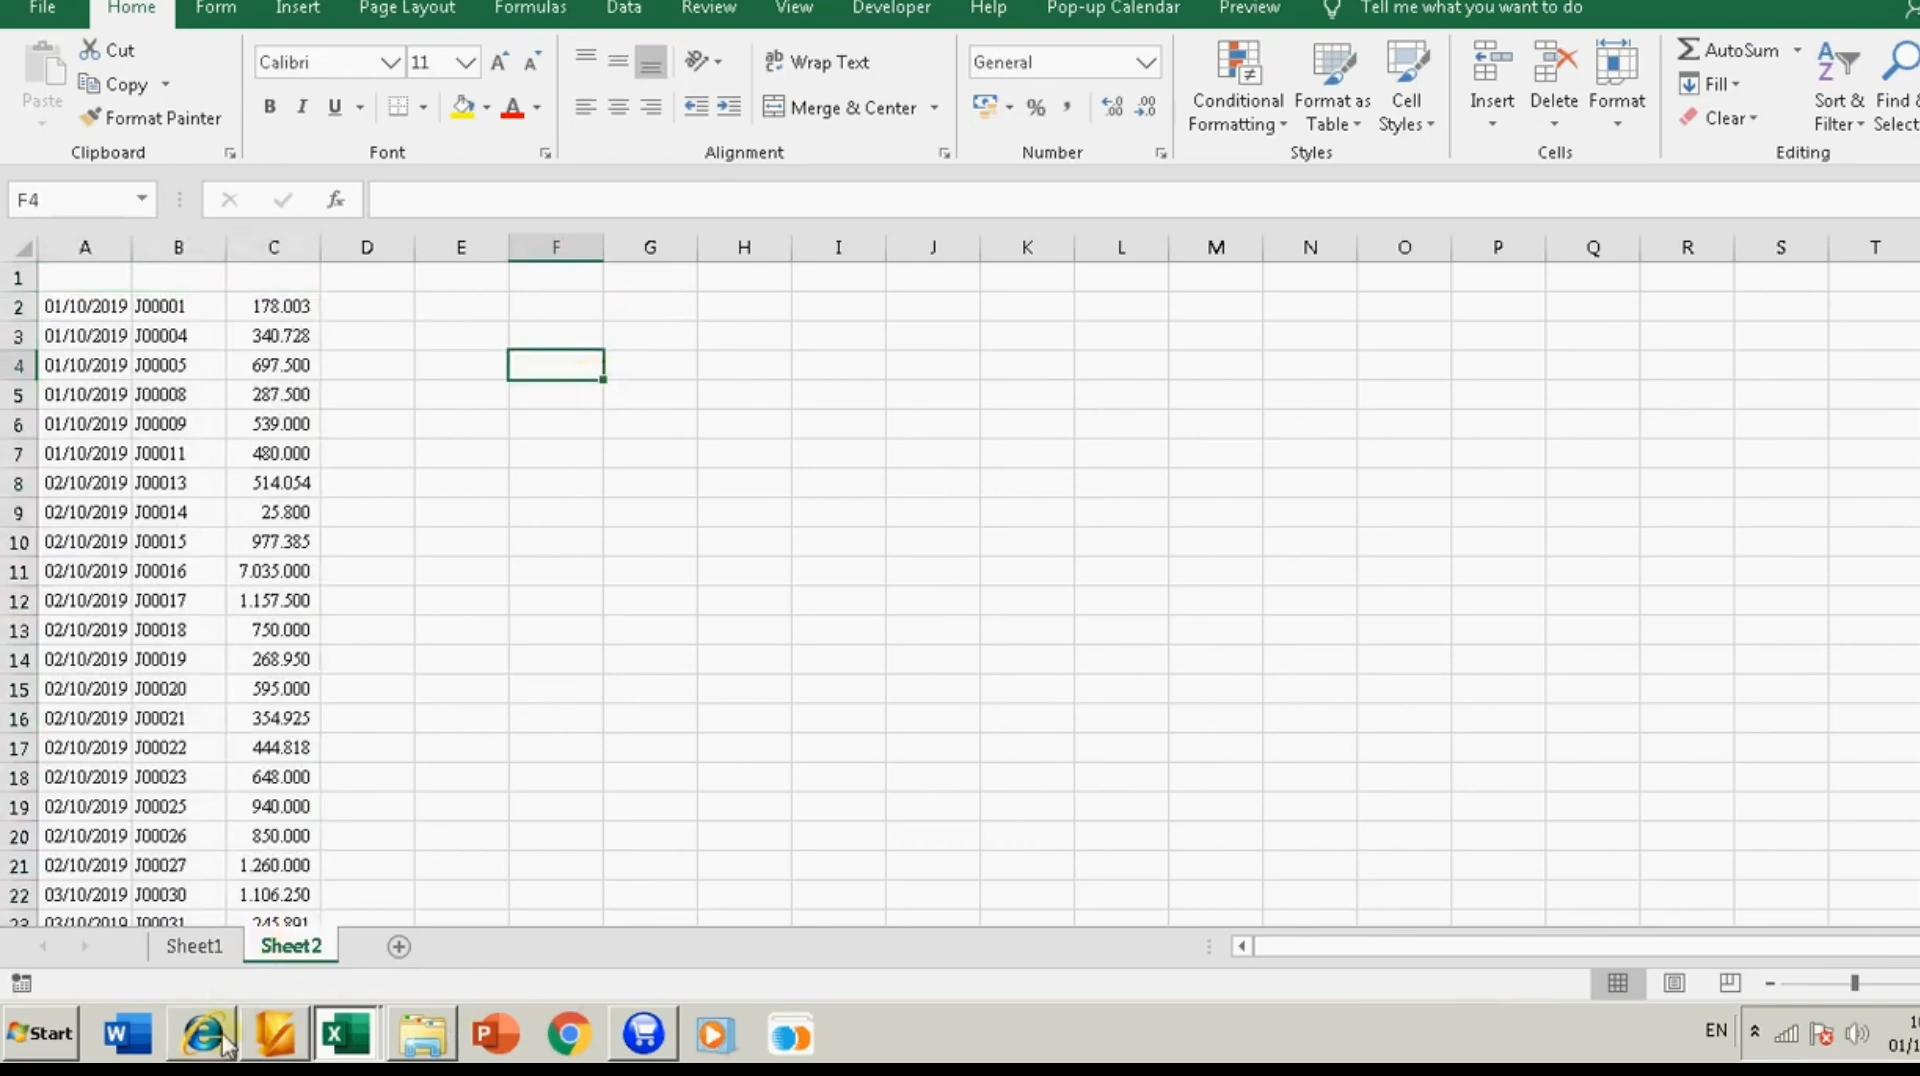 File Home Form Insert Page Layout Formulas Data Review View Developer Help Pop-up Calendar Preview Tell me what you want to do
Paste Cut
Copy
Format Painter
Clipboard
Calibri 11
B I U A
Font
Wrap Text
Merge & Center
Alignment
General
%
Number
Conditional Formatting
Format as Table
Cell Styles
Styles
Insert Delete Format
Cells
AutoSum
Fill
Clear
Sort & Filter
Find & Select
Editing
F4 fx
A B C D E F G H I J K L M N O P Q R S T
1
2 01/10/2019 J00001 178.003
3 01/10/2019 J00004 340.728
4 01/10/2019 J00005 697.500
5 01/10/2019 J00008 287.500
6 01/10/2019 J00009 539.000
7 01/10/2019 J00011 480.000
8 02/10/2019 J00013 514.054
9 02/10/2019 J00014 25.800
10 02/10/2019 J00015 977.385
11 02/10/2019 J00016 7.035.000
12 02/10/2019 J00017 1.157.500
13 02/10/2019 J00018 750.000
14 02/10/2019 J00019 268.950
15 02/10/2019 J00020 595.000
16 02/10/2019 J00021 354.925
17 02/10/2019 J00022 444.818
18 02/10/2019 J00023 648.000
19 02/10/2019 J00025 940.000
20 02/10/2019 J00026 850.000
21 02/10/2019 J00027 1.260.000
22 03/10/2019 J00030 1.106.250
23 03/10/2019 J00031 245.891
Sheet1 Sheet2
Start EN